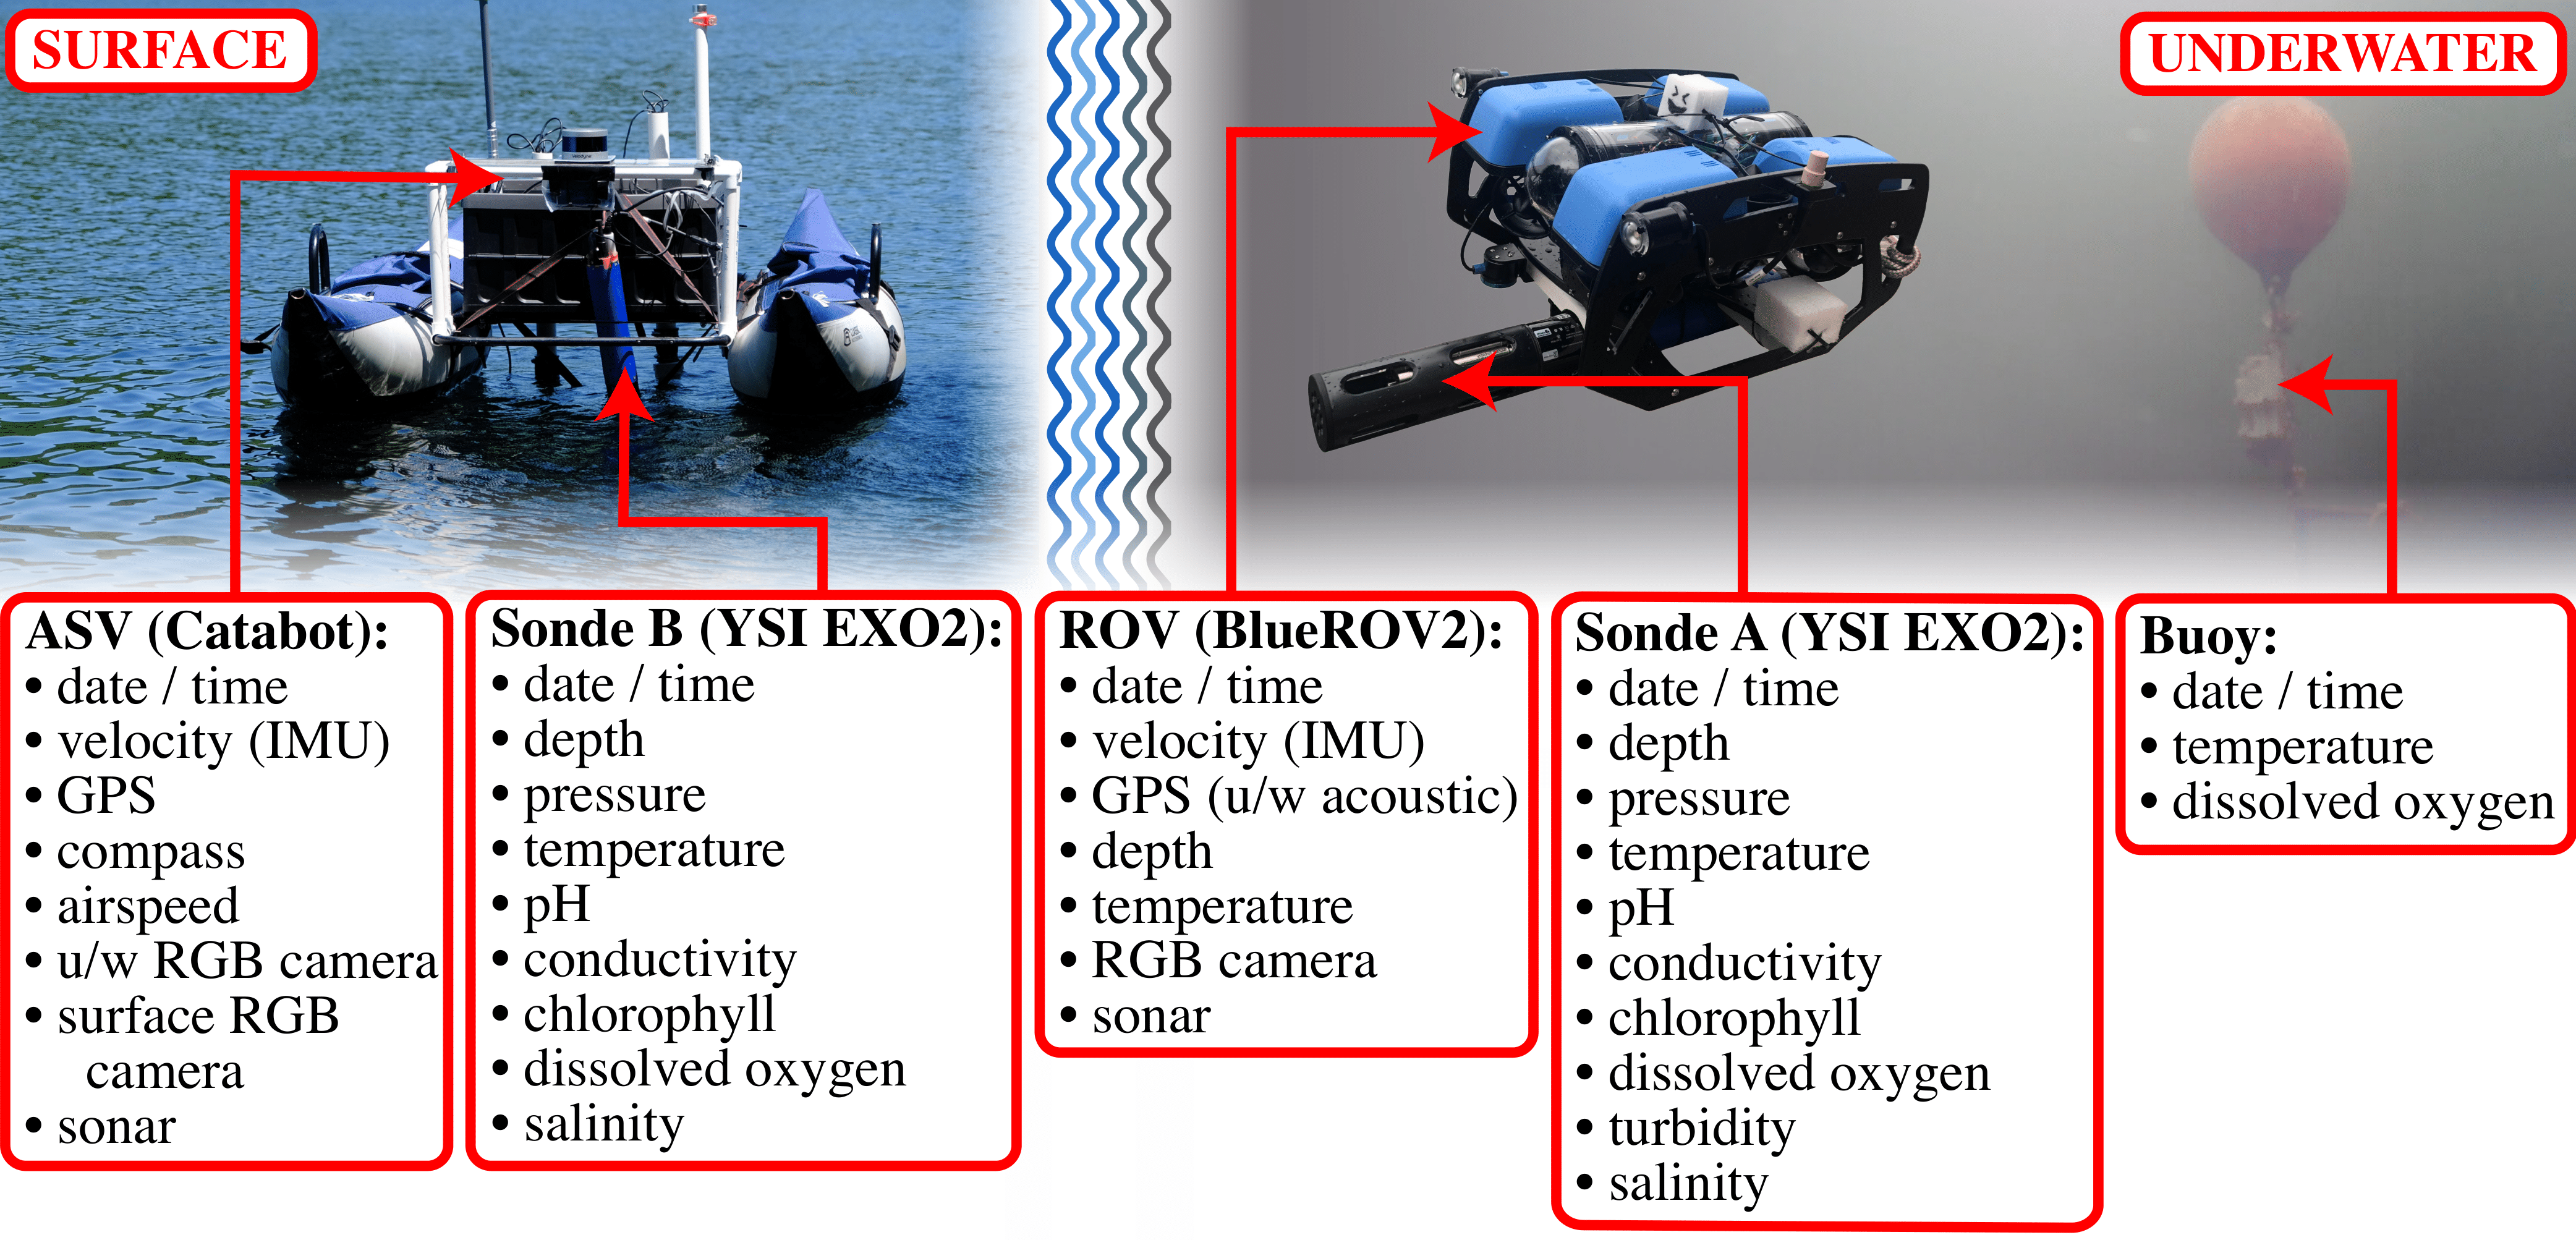 SURFACE
UNDERWATER
ASV (Catabot):
• date / time
• velocity (IMU)
• GPS
• compass
• airspeed
• u/w RGB camera
• surface RGB
camera
• sonar
Sonde B (YSI EXO2):
• date / time
• depth
• pressure
• temperature
• pH
• conductivity
• chlorophyll
• dissolved oxygen
• salinity
ROV (BlueROV2):
• date / time
• velocity (IMU)
• GPS (u/w acoustic)
• depth
• temperature
• RGB camera
• sonar
Sonde A (YSI EXO2):
• date / time
• depth
• pressure
• temperature
• pH
• conductivity
• chlorophyll
• dissolved oxygen
• turbidity
• salinity
Buoy:
• date / time
• temperature
• dissolved oxygen